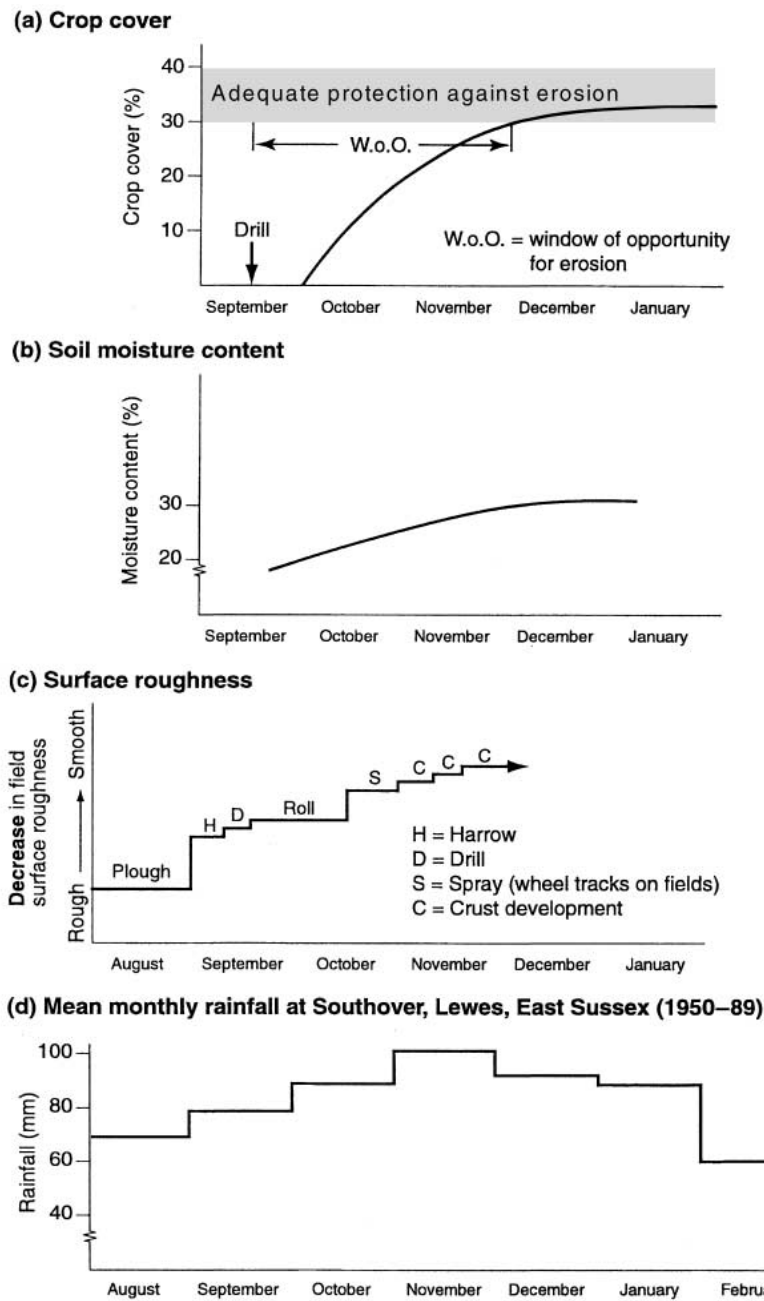 (a) Crop cover
Crop cover (%)
40
30
20
10
Adequate protection against erosion
W.o.O.
Drill
W.o.O. = window of opportunity
for erosion
September October November December January
(b) Soil moisture content
Moisture content (%)
30
20
September October November December January
(c) Surface roughness
Decrease in field
surface roughness
Rough
Smooth
Plough
H
D
Roll
S
C
C
C
H = Harrow
D = Drill
S = Spray (wheel tracks on fields)
C = Crust development
August September October November December January
(d) Mean monthly rainfall at Southover, Lewes, East Sussex (1950–89)
Rainfall (mm)
100
80
60
40
August September October November December January Februa